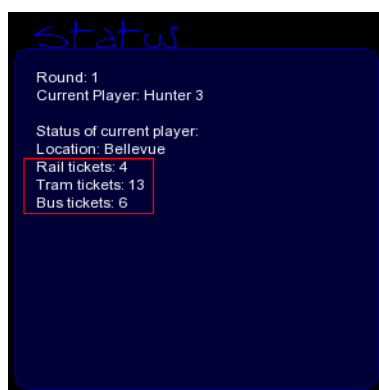 Status
Round: 1
Current Player: Hunter 3
Status of current player:
Location: Bellevue
Rail tickets: 4
Tram tickets: 13
Bus tickets: 6